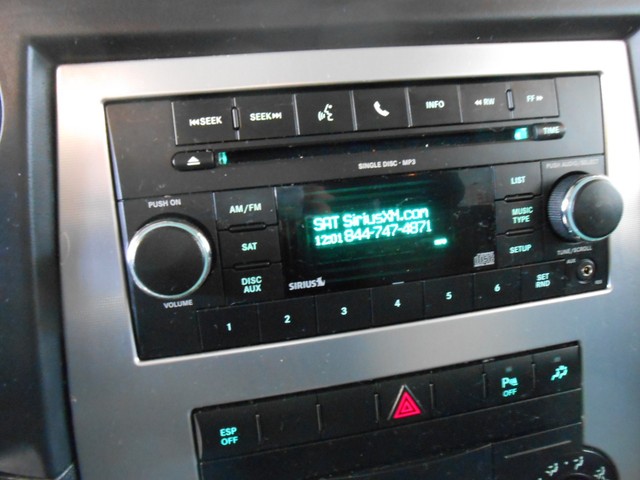 SEEK
SEEK
INFO
RW
FF
TIME
SINGLE DISC - MP3
PUSH ON
VOLUME
AM/FM
SAT
DISC
AUX
SAT SiriusXM.com
12:01 844-747-4871
SIRIUS
LIST
MUSIC
TYPE
SETUP
PUSH AUDIO/SELECT
TUNE/SCROLL
1
2
3
4
5
6
SET
RND
ESP
OFF
P
OFF